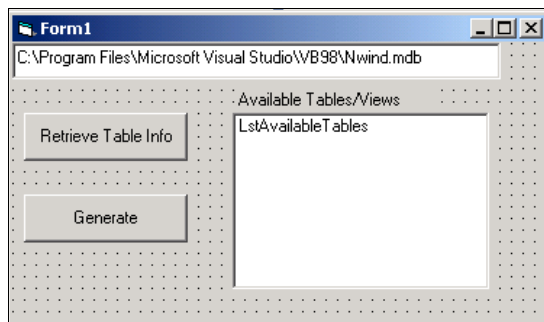 Form1
C:\Program Files\Microsoft Visual Studio\VB98\Nwind.mdb
Available Tables/Views
Retrieve Table Info
LstAvailableTables
Generate